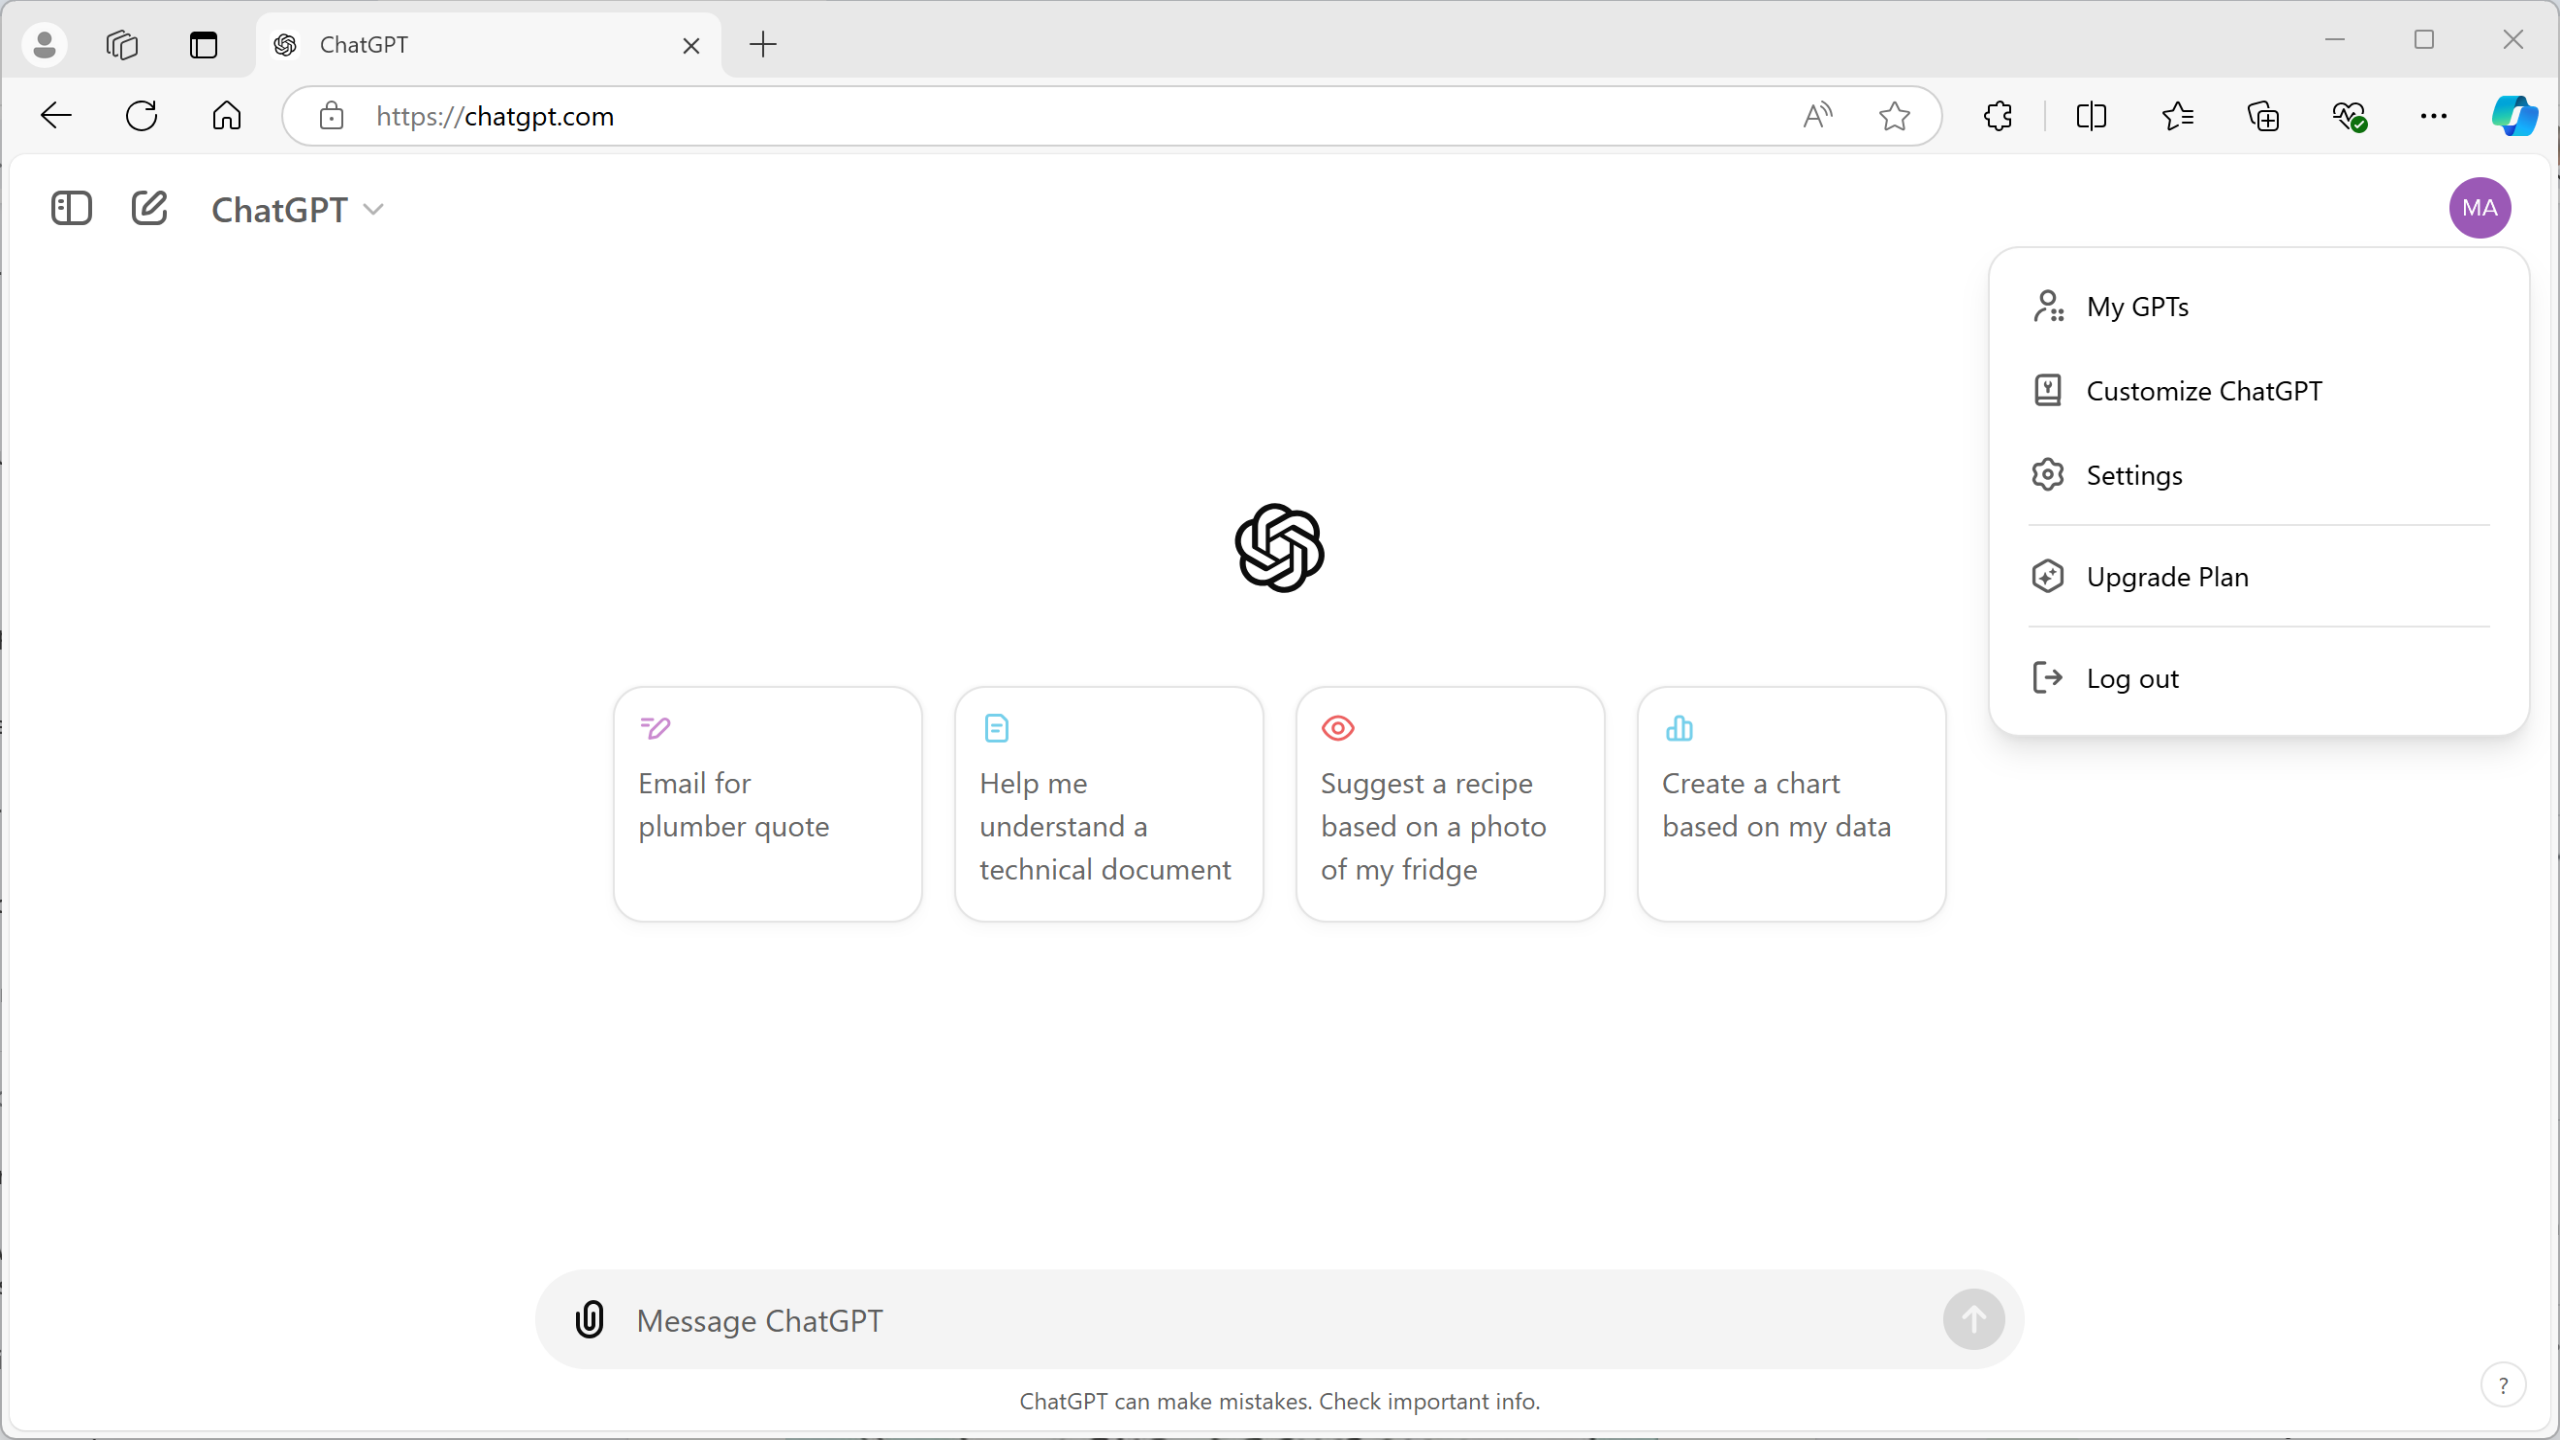 ChatGPT
https://chatgpt.com
ChatGPT
MA
My GPTs
Customize ChatGPT
Settings
Upgrade Plan
Log out
Email for
plumber quote
Help me
understand a
technical document
Suggest a recipe
based on a photo
of my fridge
Create a chart
based on my data
Message ChatGPT
ChatGPT can make mistakes. Check important info.
?